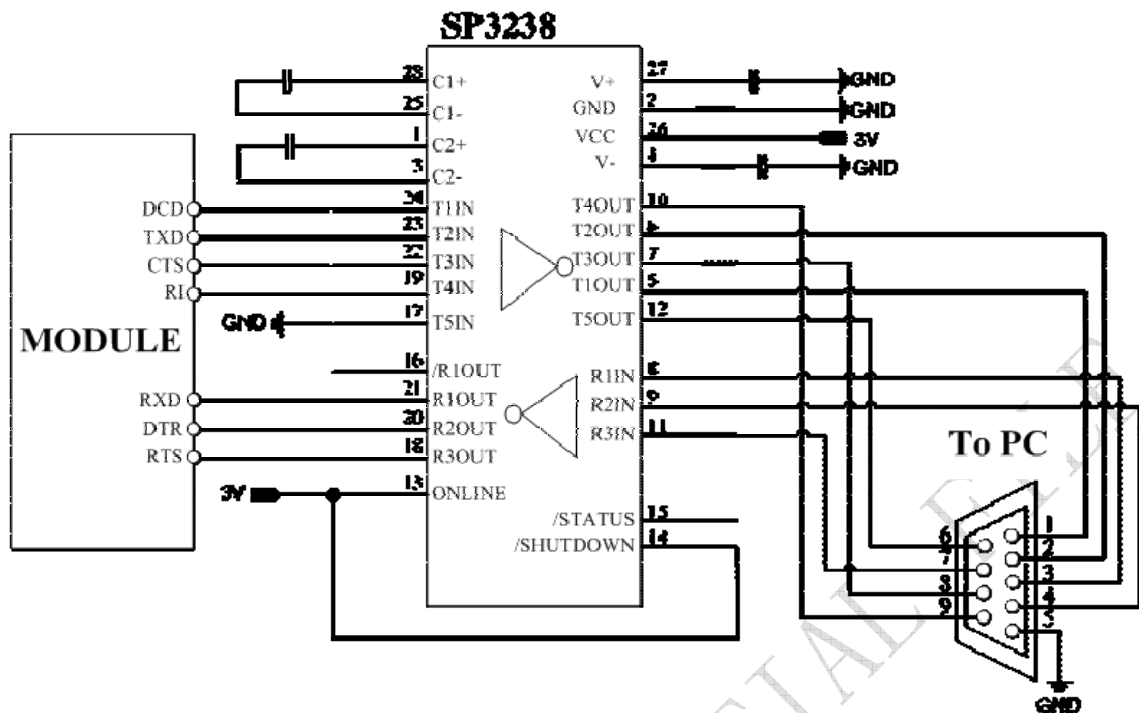 SP3238
28
C1+
25
C1-
1
C2+
3
C2-
24
T1IN
23
T2IN
22
T3IN
19
T4IN
17
T5IN
16
/R1OUT
21
R1OUT
20
R2OUT
18
R3OUT
13
ONLINE
V+
27
GND
GND
2
GND
VCC
26
3V
V-
GND
T4OUT
10
T2OUT
6
T3OUT
7
T1OUT
5
T5OUT
12
R1IN
8
R2IN
9
R3IN
11
/STATUS
15
/SHUTDOWN
14
DCD
TXD
CTS
RI
GND
MODULE
RXD
DTR
RTS
3V
To PC
1
2
3
4
5
6
7
8
9
GND
CIAL FILE